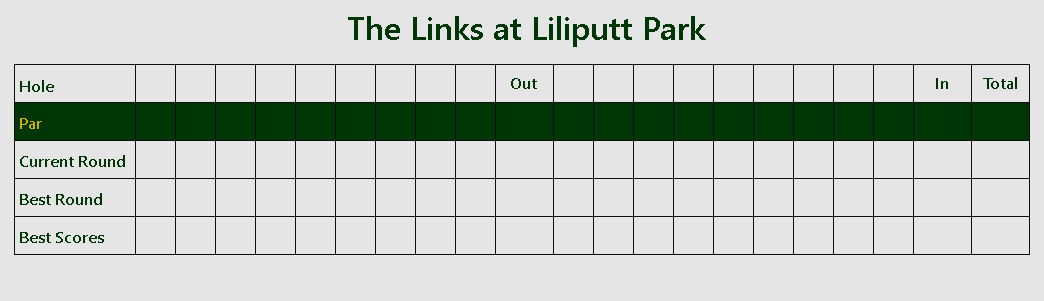 The Links at Liliputt Park
Hole Out In Total
Par
Current Round
Best Round
Best Scores